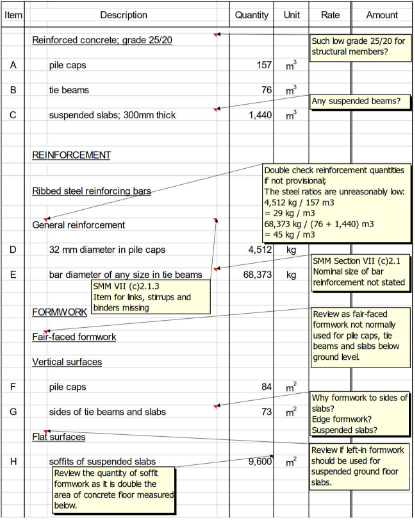 Item Description Quantity Unit Rate Amount
Reinforced concrete; grade 25/20
Such low grade 25/20 for
structural members?
A pile caps 157 m³
B tie beams 76 m³
Any suspended beams?
C suspended slabs; 300mm thick 1,440 m³
REINFORCEMENT
Double check reinforcement quantities
if not provisional;
The steel ratios are unreasonably low:
4,512 kg / 157 m3
= 29 kg / m3
68,373 kg / (76 + 1,440) m3
= 45 kg / m3
Ribbed steel reinforcing bars
General reinforcement
D 32 mm diameter in pile caps 4,512 kg
E bar diameter of any size in tie beams 68,373 kg
SMM Section VII (c)2.1
Nominal size of bar
reinforcement not stated
SMM VII (c)2.1.3
Item for links, stirrups and
binders missing
FORMWORK
Fair-faced formwork
Review as fair-faced
formwork not normally
used for pile caps, tie
beams and slabs below
ground level.
Vertical surfaces
F pile caps 84 m²
G sides of tie beams and slabs 73 m²
Why formwork to sides of
slabs?
Edge formwork?
Suspended slabs?
Flat surfaces
H soffits of suspended slabs 9,600 m²
Review if left-in formwork
should be used for
suspended ground floor
slabs.
Review the quantity of soffit
formwork as it is double the
area of concrete floor measured
below.